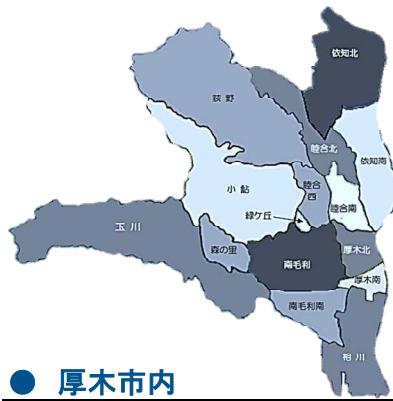 依知北
荻野
睦合北
依知南
小鮎
睦合
西
睦合南
緑ケ丘
玉川
森の里
南毛利
厚木北
厚木南
南毛利南
相川
● 厚木市内